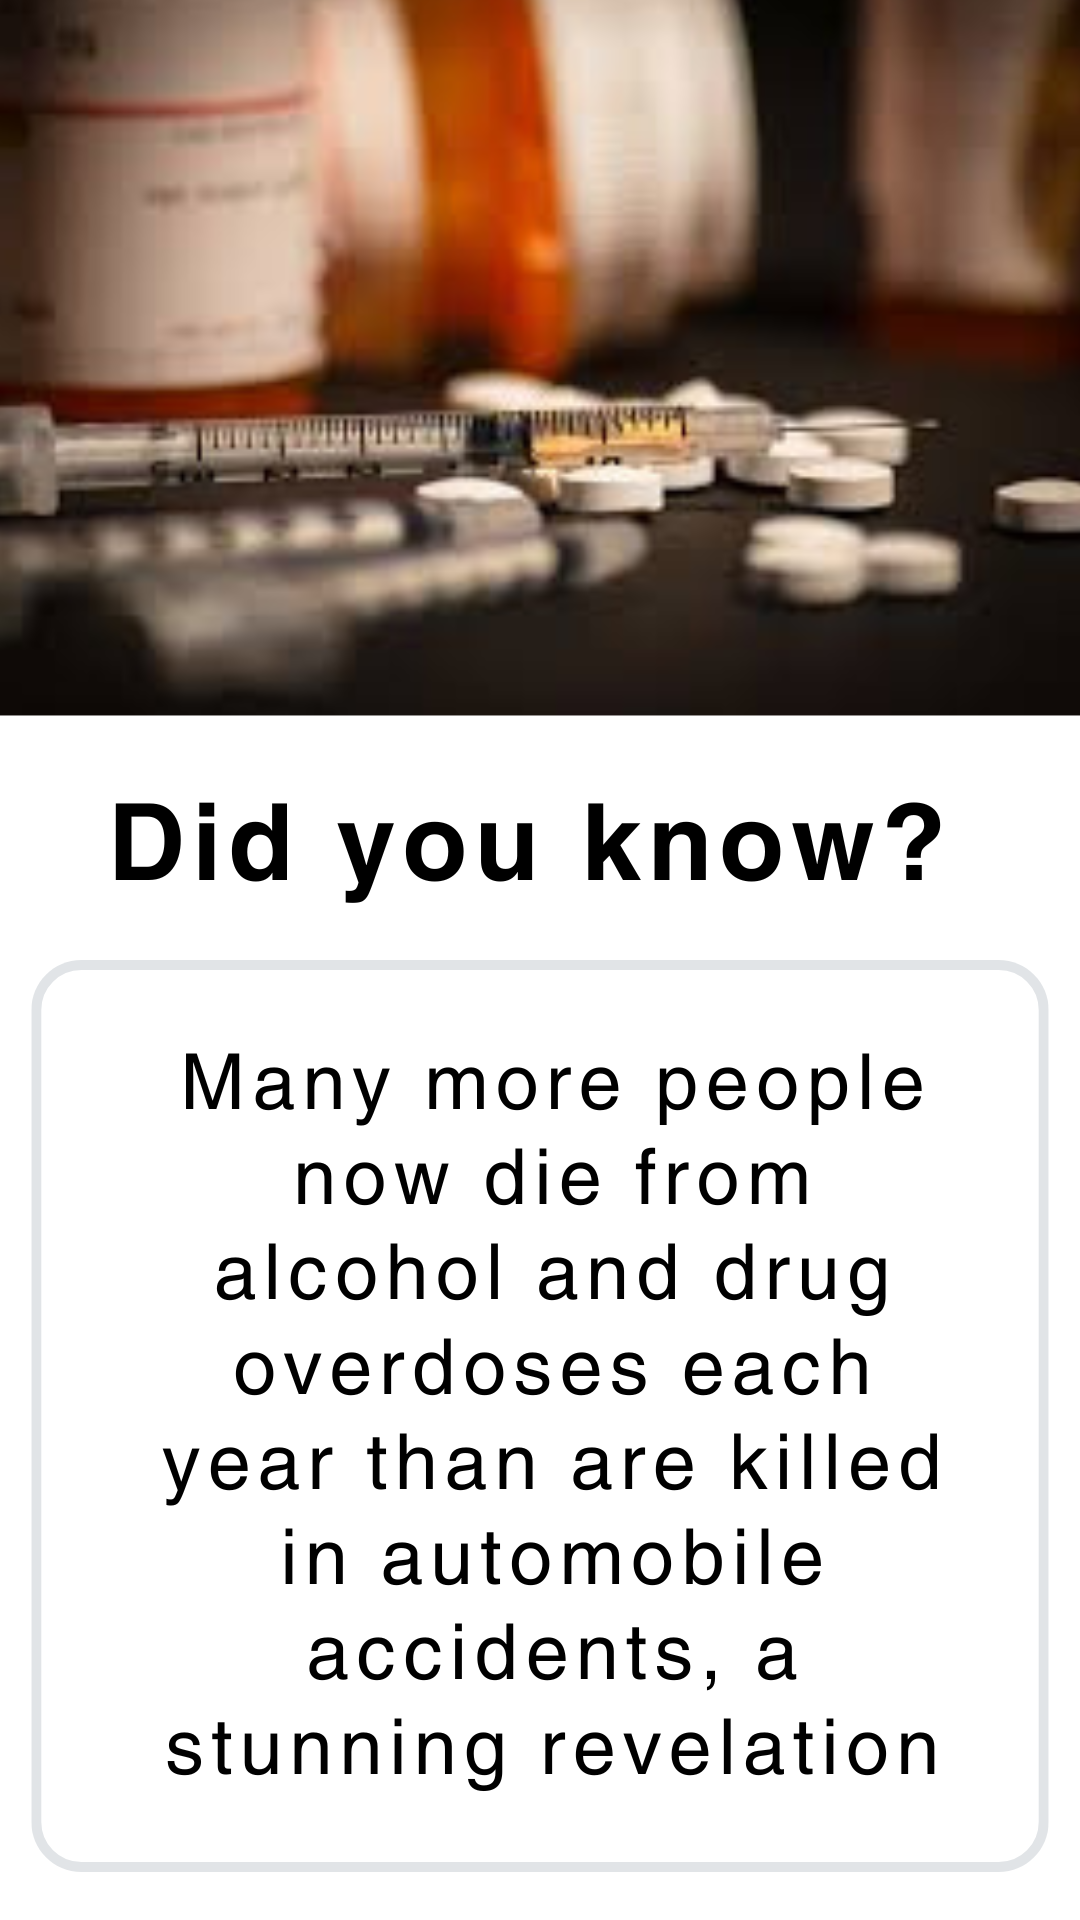 Did you know?
Many more people
now die from
alcohol and drug
overdoses each
year than are killed
in automobile
accidents, a
stunning revelation